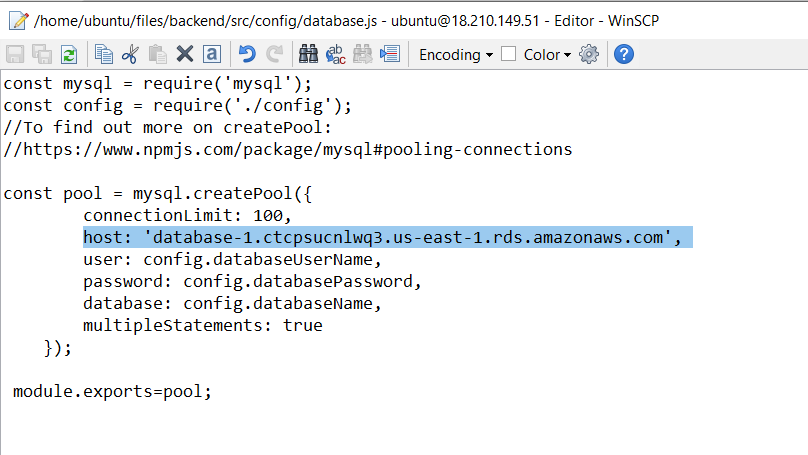 /home/ubuntu/files/backend/src/config/database.js - ubuntu@18.210.149.51 - Editor - WinSCP
Encoding Color
const mysql = require('mysql');
const config = require('./config');
//To find out more on createPool:
//https://www.npmjs.com/package/mysql#pooling-connections
const pool = mysql.createPool({
connectionLimit: 100,
host: 'database-1.ctcpsucnlwq3.us-east-1.rds.amazonaws.com',
user: config.databaseUserName,
password: config.databasePassword,
database: config.databaseName,
multipleStatements: true
});
module.exports=pool;